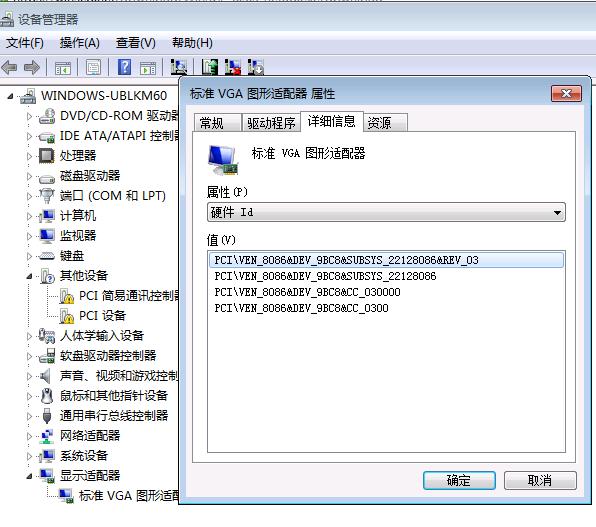 设备管理器
文件(F) 操作(A) 查看(V) 帮助(H)
WINDOWS-UBLKM60
DVD/CD-ROM 驱动
IDE ATA/ATAPI 控制
处理器
磁盘驱动器
端口 (COM 和 LPT)
计算机
监视器
键盘
其他设备
PCI 简易通讯控制
PCI 设备
人体学输入设备
软盘驱动器控制器
声音、视频和游戏控制
鼠标和其他指针设备
通用串行总线控制器
网络适配器
系统设备
显示适配器
标准 VGA 图形适
标准 VGA 图形适配器 属性
常规 驱动程序 详细信息 资源
标准 VGA 图形适配器
属性(P)
硬件 Id
值(V)
PCI\VEN_8086&DEV_9BC8&SUBSYS_22128086&REV_03
PCI\VEN_8086&DEV_9BC8&SUBSYS_22128086
PCI\VEN_8086&DEV_9BC8&CC_030000
PCI\VEN_8086&DEV_9BC8&CC_0300
确定 取消